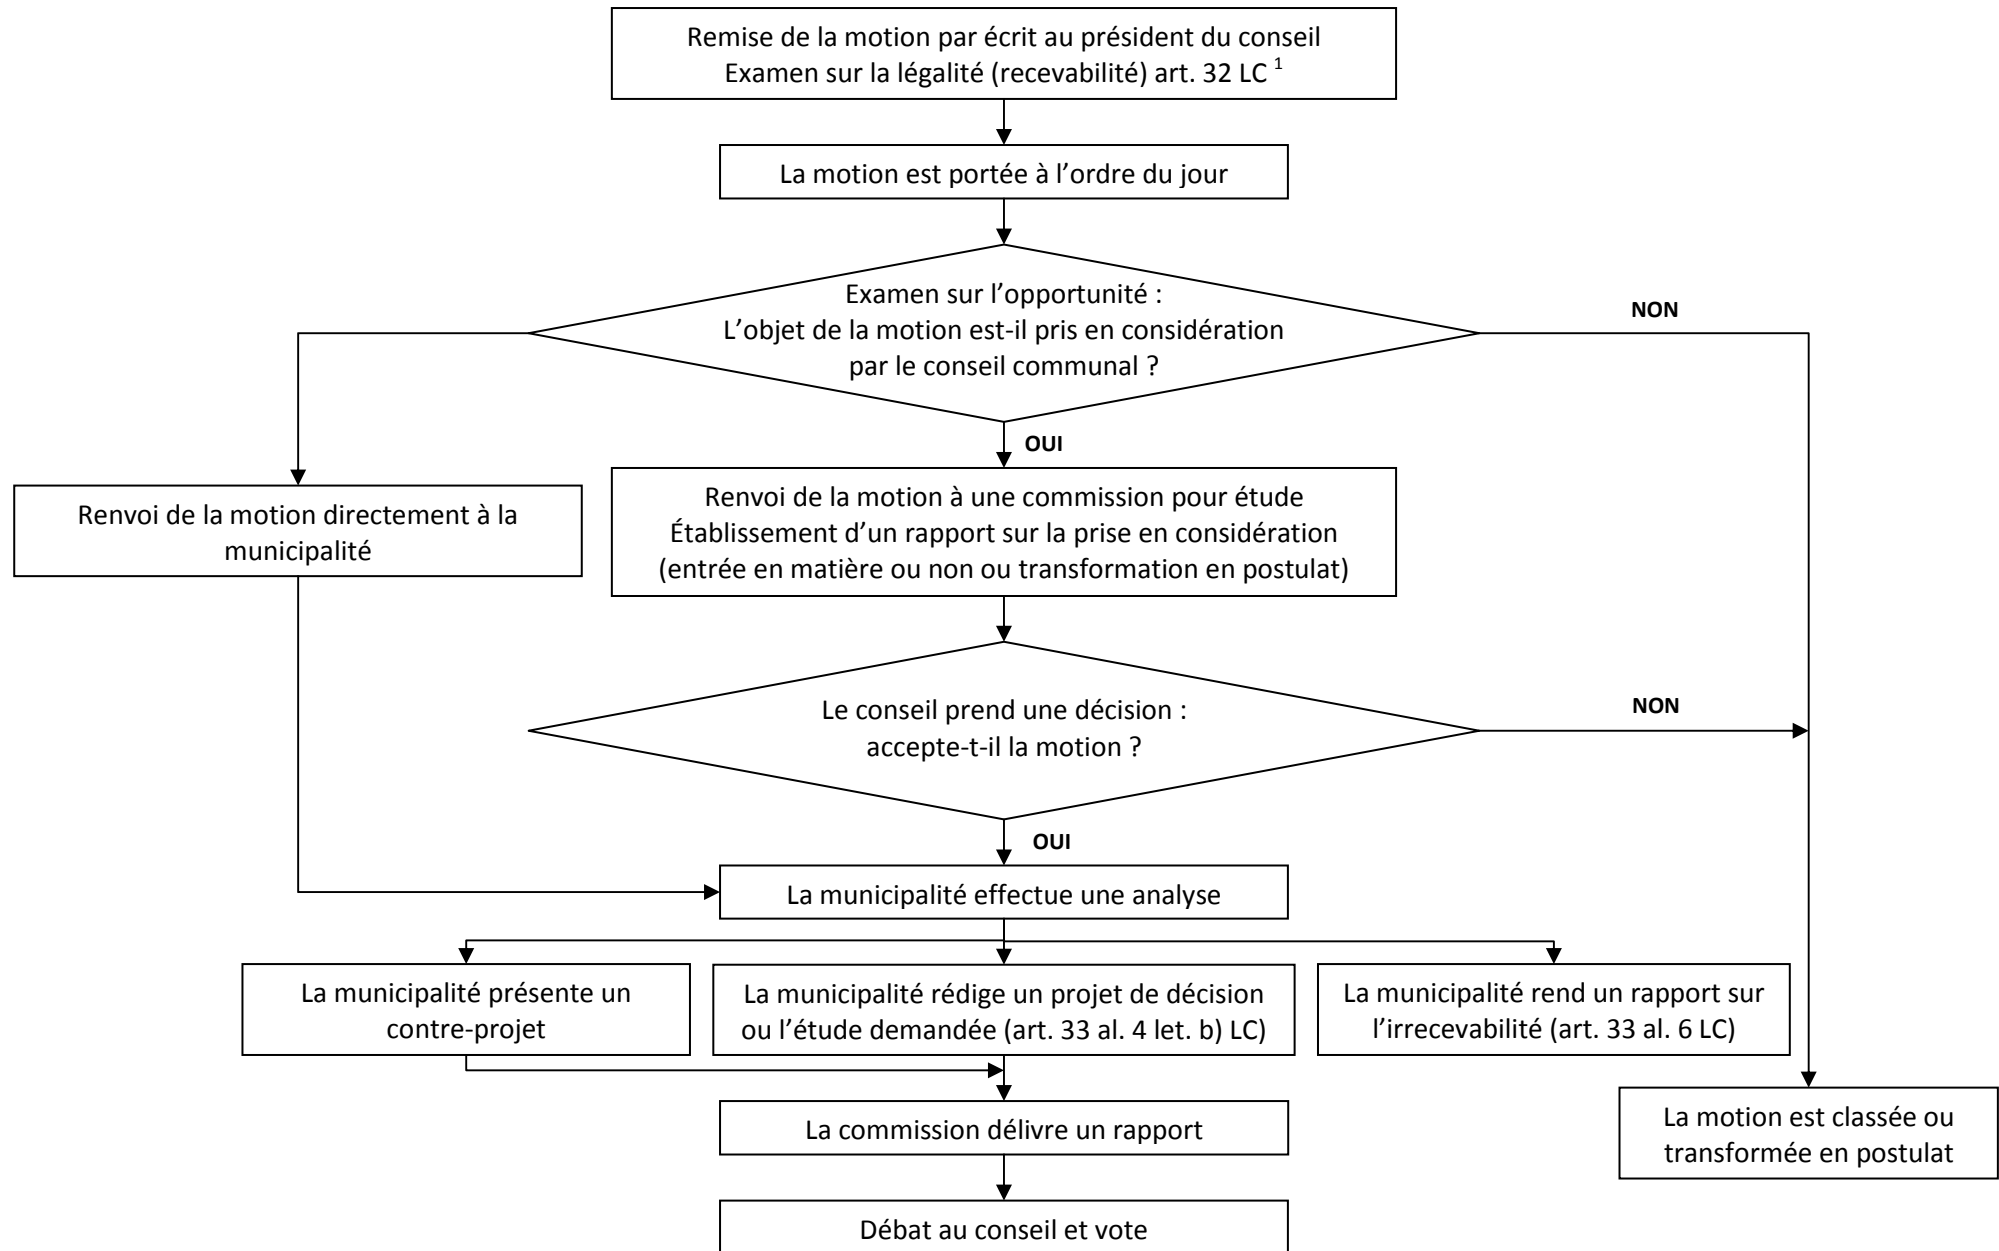 Remise de la motion par écrit au président du conseil
Examen sur la légalité (recevabilité) art. 32 LC ¹
La motion est portée à l’ordre du jour
Examen sur l’opportunité :
L’objet de la motion est-il pris en considération
par le conseil communal ?
NON
OUI
Renvoi de la motion directement à la
municipalité
Renvoi de la motion à une commission pour étude
Établissement d’un rapport sur la prise en considération
(entrée en matière ou non ou transformation en postulat)
Le conseil prend une décision :
accepte-t-il la motion ?
NON
OUI
La municipalité effectue une analyse
La municipalité présente un
contre-projet
La municipalité rédige un projet de décision
ou l’étude demandée (art. 33 al. 4 let. b) LC)
La municipalité rend un rapport sur
l’irrecevabilité (art. 33 al. 6 LC)
La commission délivre un rapport
La motion est classée ou
transformée en postulat
Débat au conseil et vote